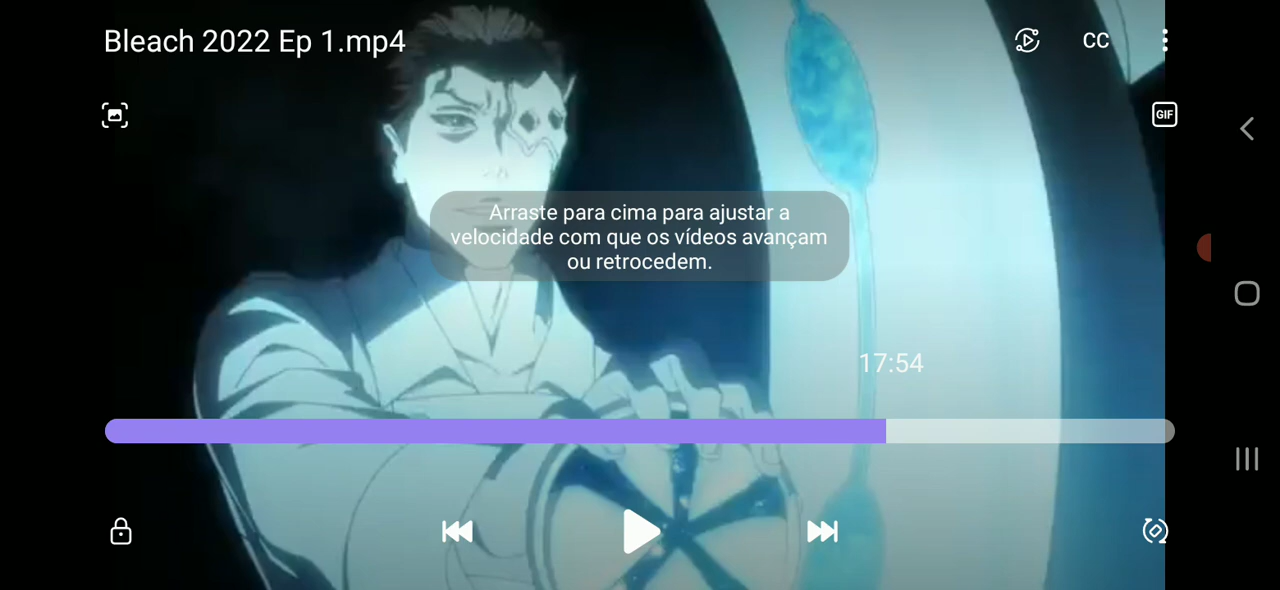 Bleach 2022 Ep 1.mp4
CC
GIF
Arraste para cima para ajustar a
velocidade com que os vídeos avançam
ou retrocedem.
17:54